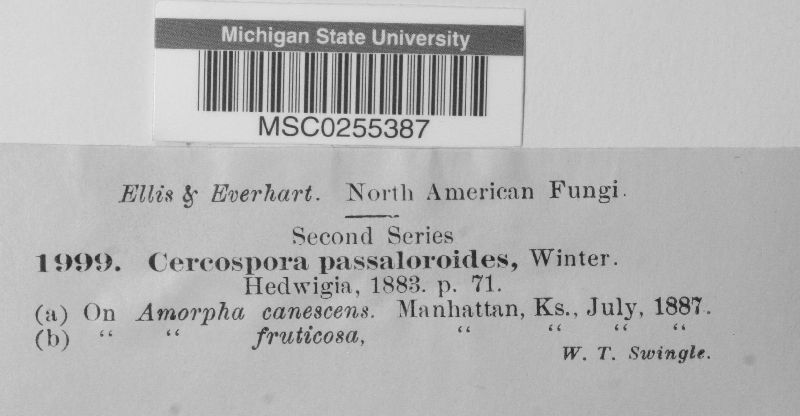 Michigan State University
MSC0255387
Ellis & Everhart. North American Fungi.
Second Series
1999. Cercospora passaloroides, Winter.
Hedwigia, 1883. p. 71.
(a) On Amorpha canescens. Manhattan, Ks., July, 1887.
(b) “ “ fruticosa, “ “ “ “
W. T. Swingle.